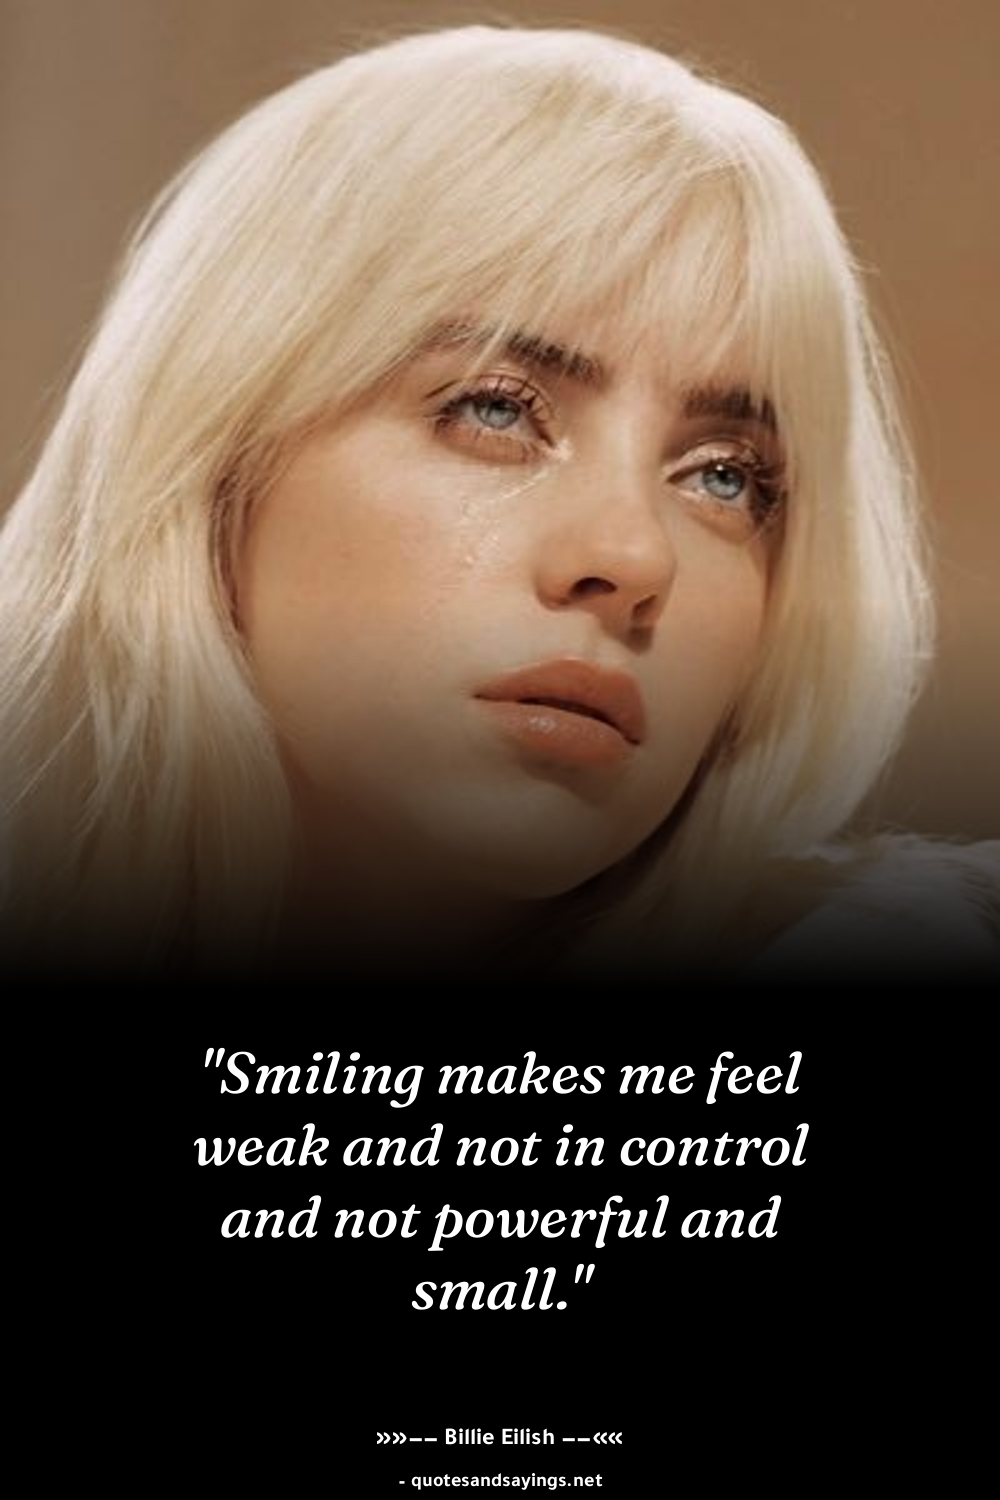 "Smiling makes me feel
weak and not in control
and not powerful and
small."
»»—— Billie Eilish ——««
- quotesandsayings.net